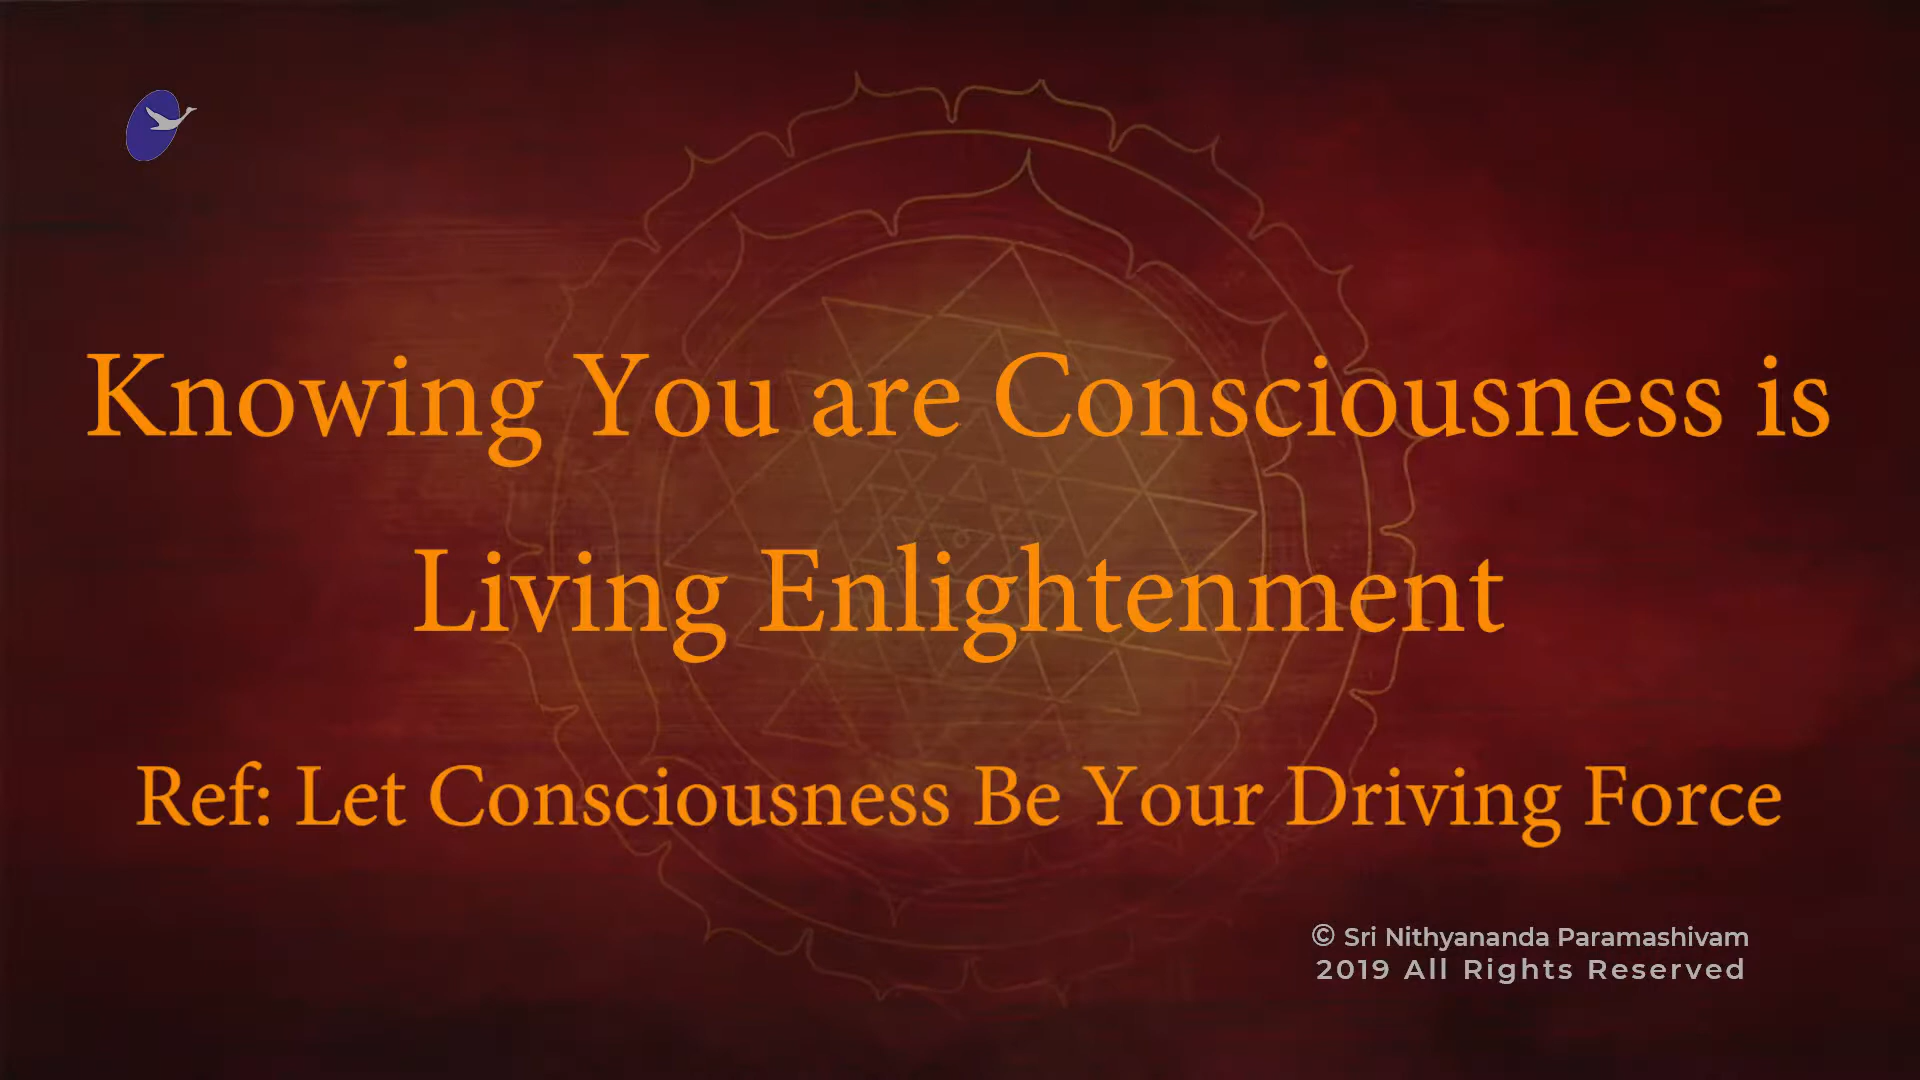 Knowing You are Consciousness is
Living Enlightenment
Ref: Let Consciousness Be Your Driving Force
© Sri Nithyananda Paramashivam
2019 All Rights Reserved